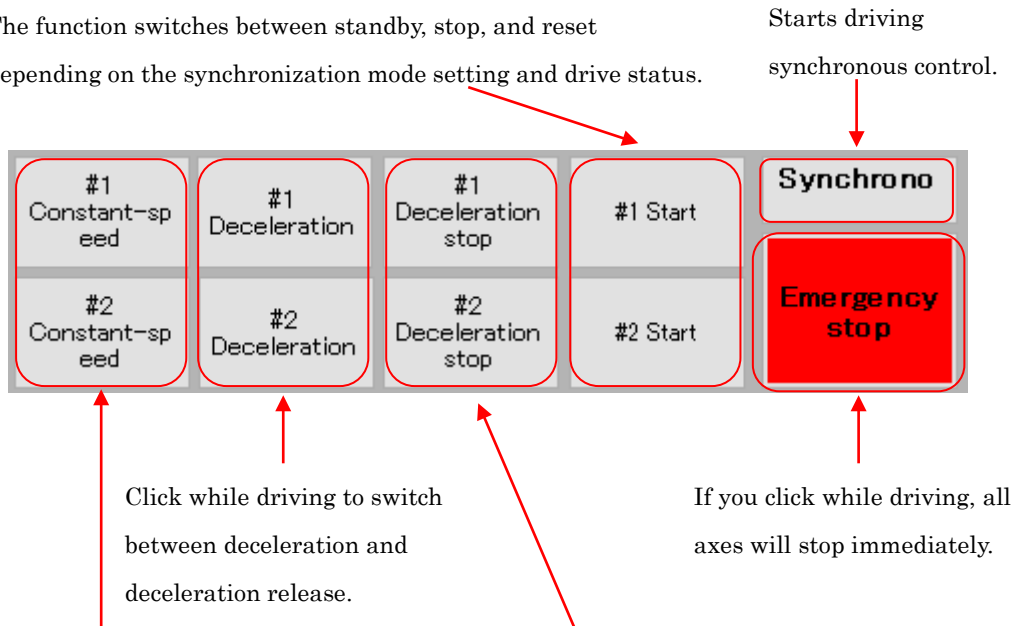 The function switches between standby, stop, and reset
depending on the synchronization mode setting and drive status.
Starts driving
synchronous control.
#1
Constant-sp
eed
#1
Deceleration
#1
Deceleration
stop
#1 Start
Synchrono
#2
Constant-sp
eed
#2
Deceleration
#2
Deceleration
stop
#2 Start
Emergency
stop
Click while driving to switch
between deceleration and
deceleration release.
If you click while driving, all
axes will stop immediately.